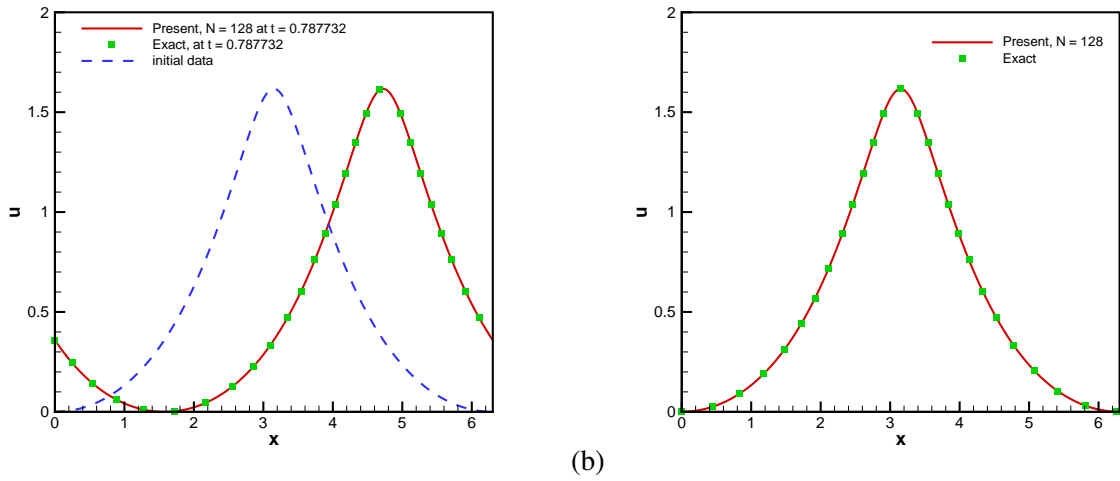 Present, N = 128 at t = 0.787732
Exact, at t = 0.787732
initial data
2
1.5
1
0.5
0
u
0 1 2 3 4 5 6
x
Present, N = 128
Exact
2
1.5
1
0.5
0
u
0 1 2 3 4 5 6
x
(b)